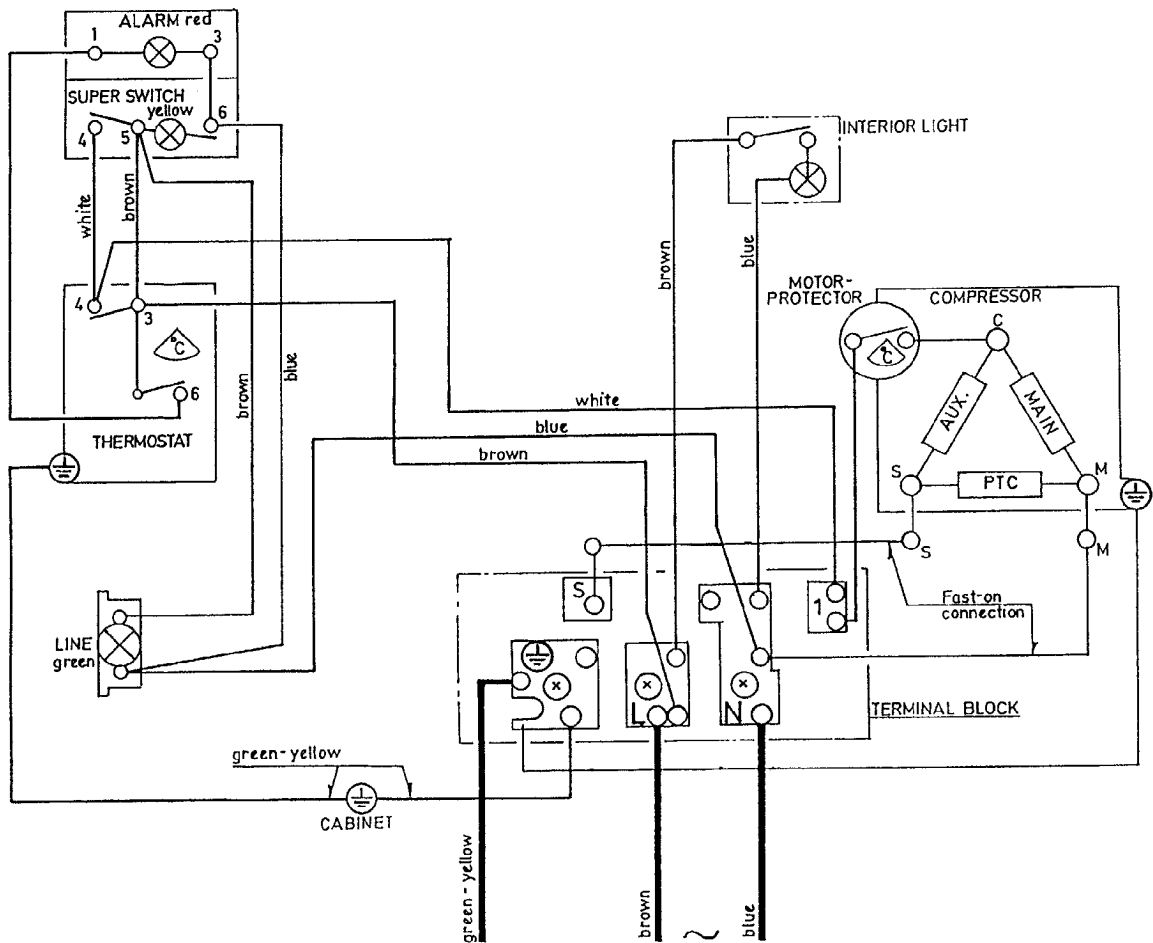 ALARM red
1
3
SUPER SWITCH
yellow
6
4
5
INTERIOR LIGHT
white
brown
brown
blue
MOTOR-
PROTECTOR
COMPRESSOR
4
3
C
°C
°C
blue
brown
6
white
AUX.
MAIN
THERMOSTAT
blue
brown
S
PTC
M
S
M
S
1
Fast-on
connection
LINE
green
L
N
TERMINAL BLOCK
green-yellow
CABINET
green-yellow
brown
~
blue